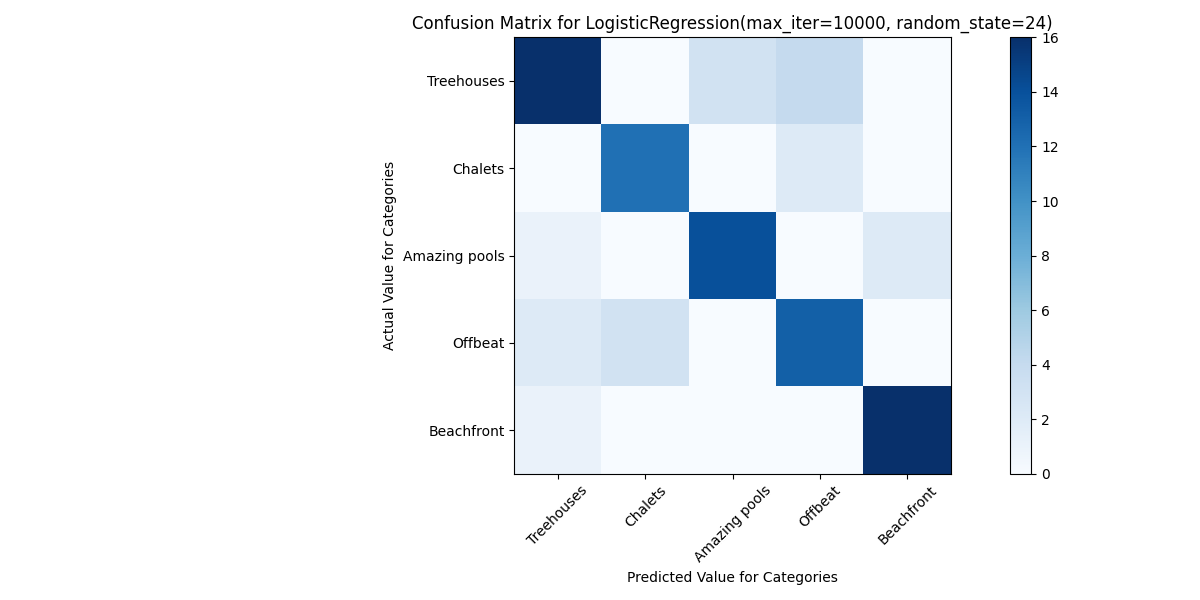 Confusion Matrix for LogisticRegression(max_iter=10000, random_state=24)
Treehouses
Chalets
Amazing pools
Offbeat
Beachfront
Actual Value for Categories
Treehouses
Chalets
Amazing pools
Offbeat
Beachfront
Predicted Value for Categories
16
14
12
10
8
6
4
2
0